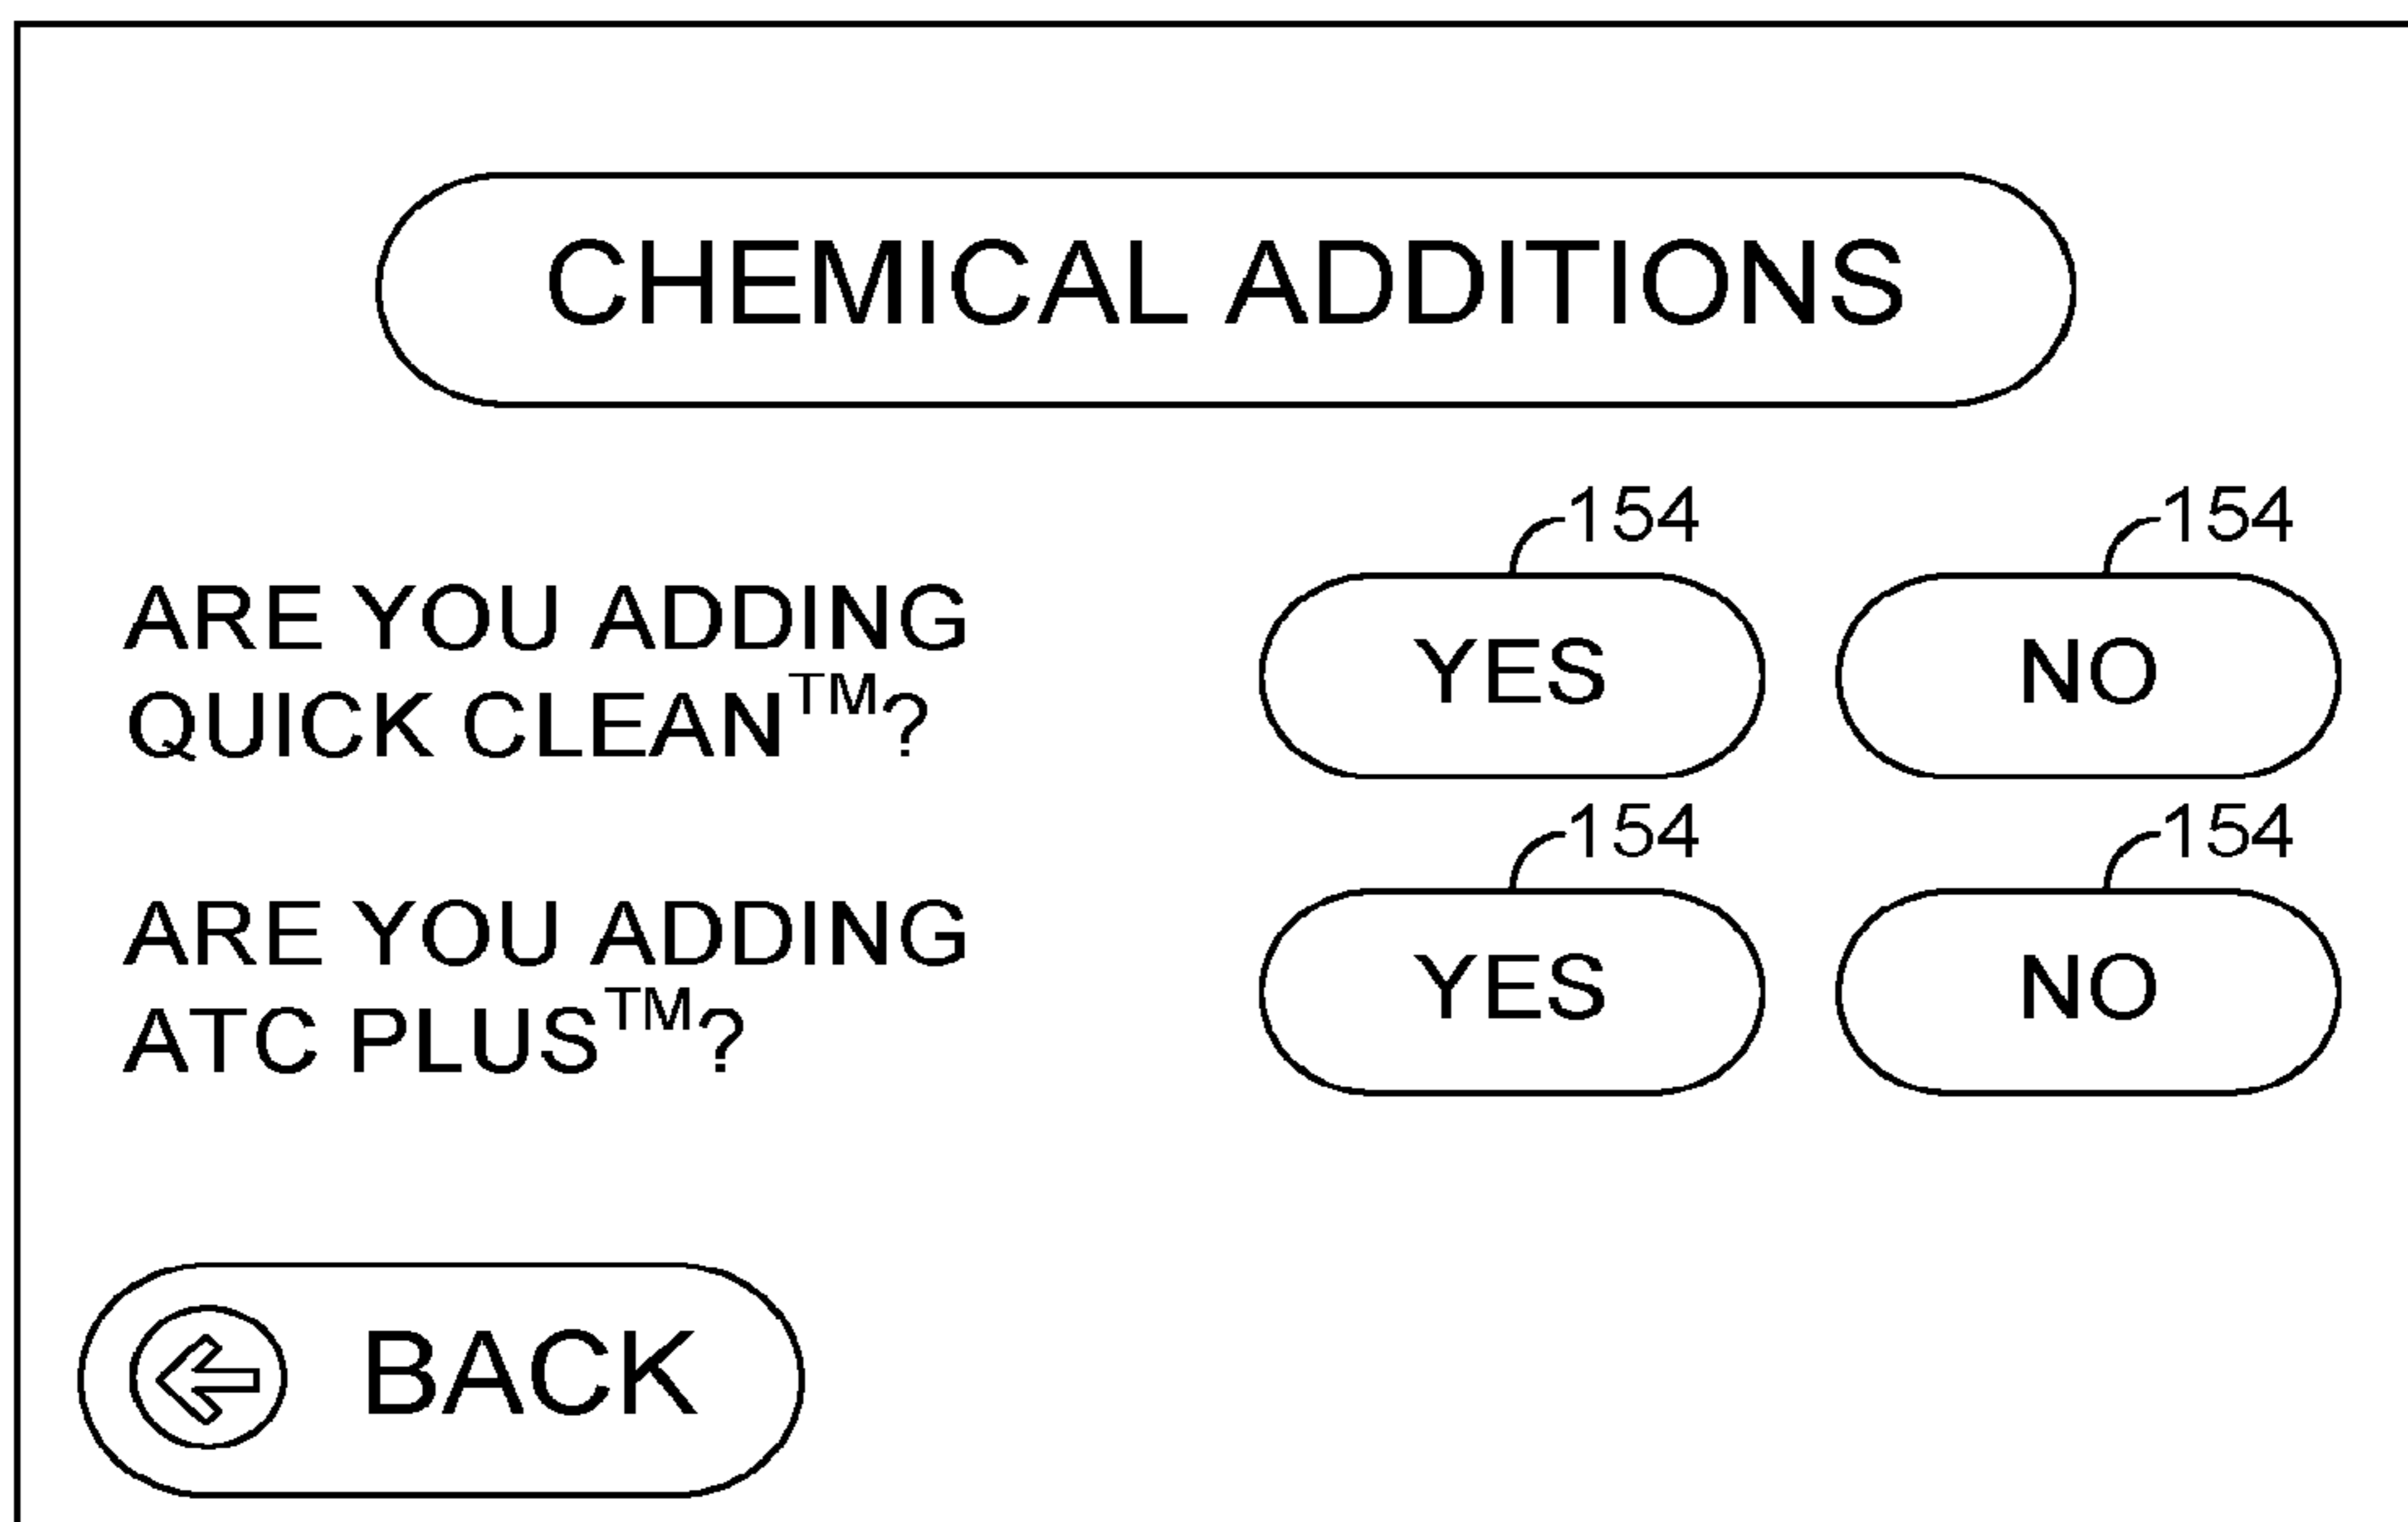 CHEMICAL ADDITIONS
154 154
ARE YOU ADDING
QUICK CLEAN™?
YES NO
154 154
ARE YOU ADDING
ATC PLUS™?
YES NO
BACK